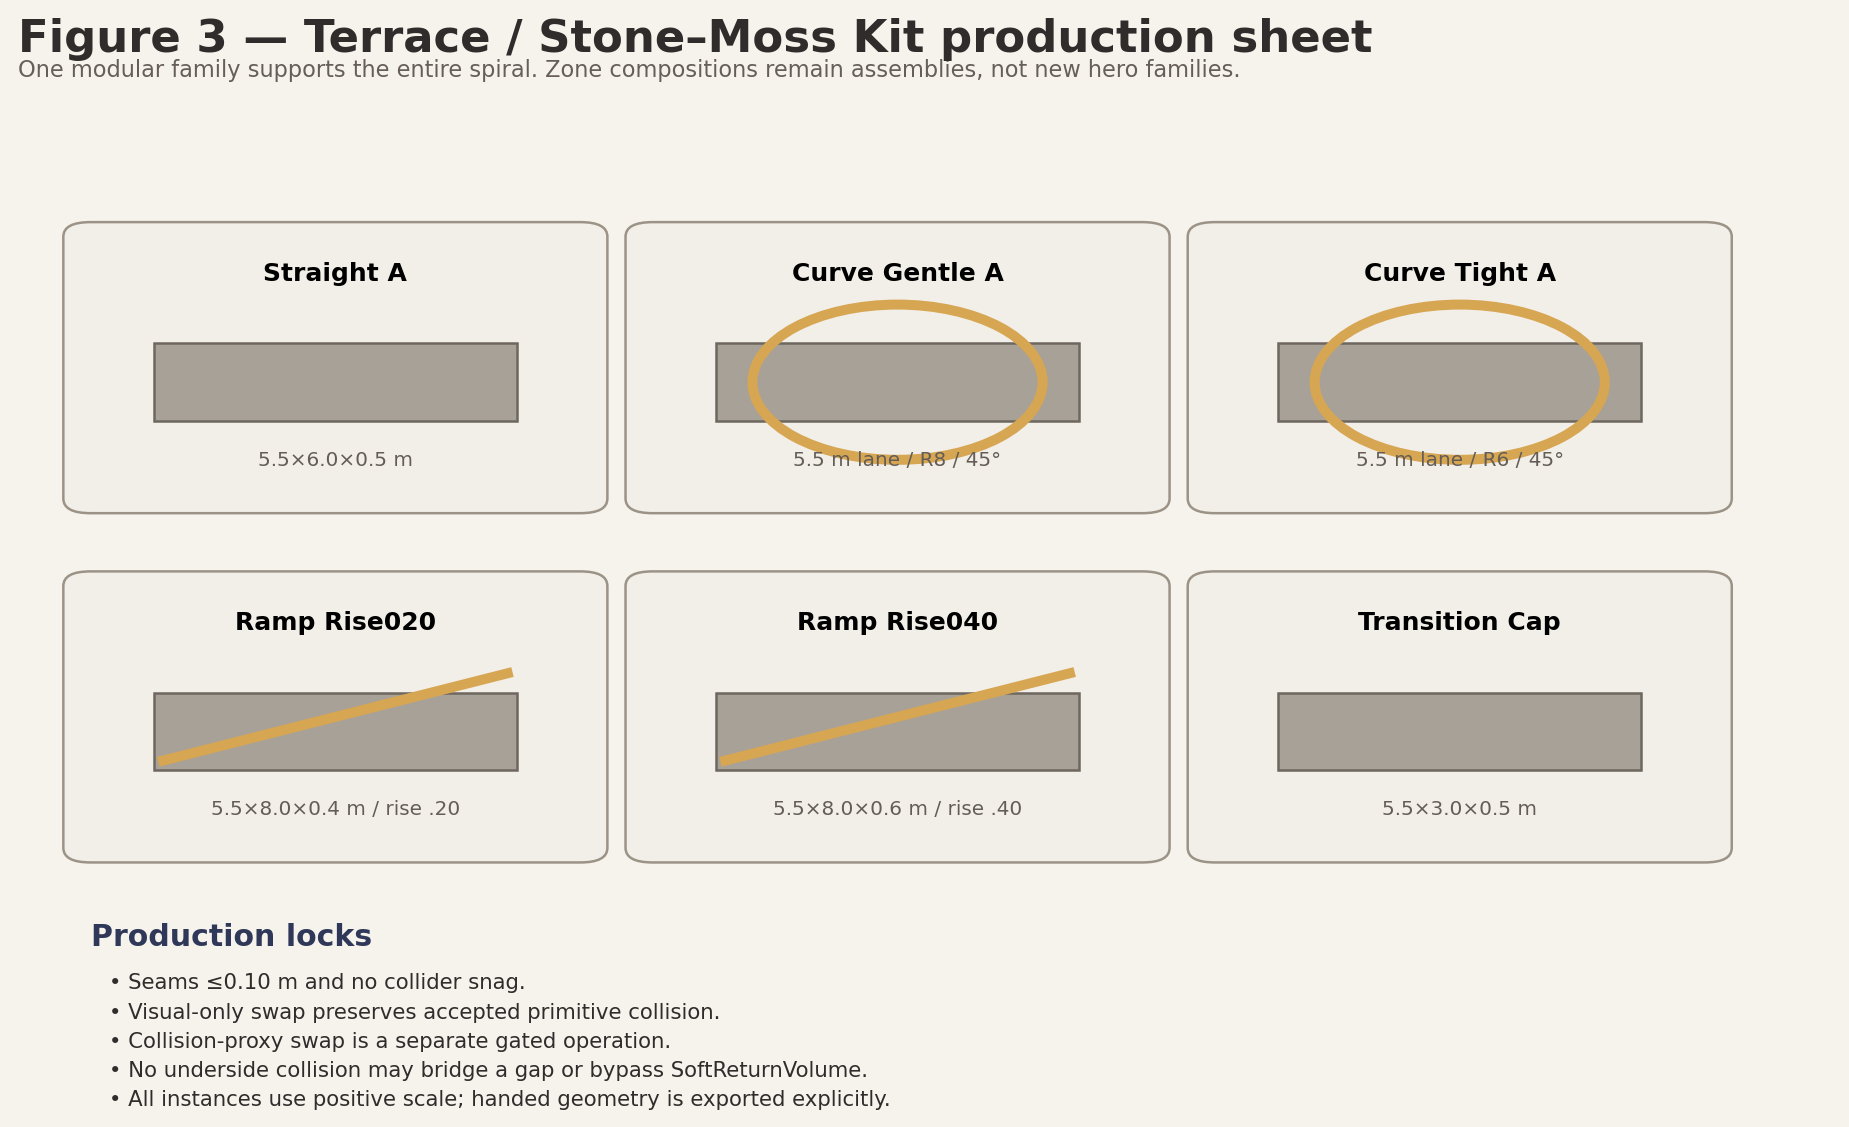 Figure 3 — Terrace / Stone–Moss Kit production sheet
One modular family supports the entire spiral. Zone compositions remain assemblies, not new hero families.
Straight A
5.5×6.0×0.5 m
Curve Gentle A
5.5 m lane / R8 / 45°
Curve Tight A
5.5 m lane / R6 / 45°
Ramp Rise020
5.5×8.0×0.4 m / rise .20
Ramp Rise040
5.5×8.0×0.6 m / rise .40
Transition Cap
5.5×3.0×0.5 m
Production locks
• Seams ≤0.10 m and no collider snag.
• Visual-only swap preserves accepted primitive collision.
• Collision-proxy swap is a separate gated operation.
• No underside collision may bridge a gap or bypass SoftReturnVolume.
• All instances use positive scale; handed geometry is exported explicitly.